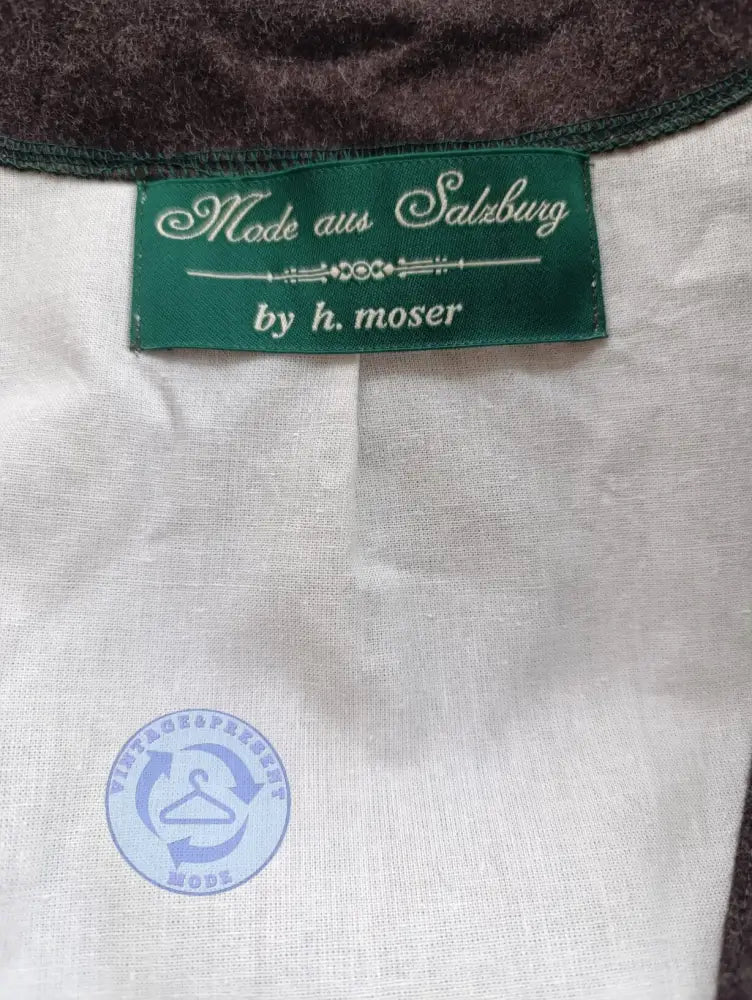 Mode aus Salzburg
by h. moser
VINTAGE&PRESENT
MODE